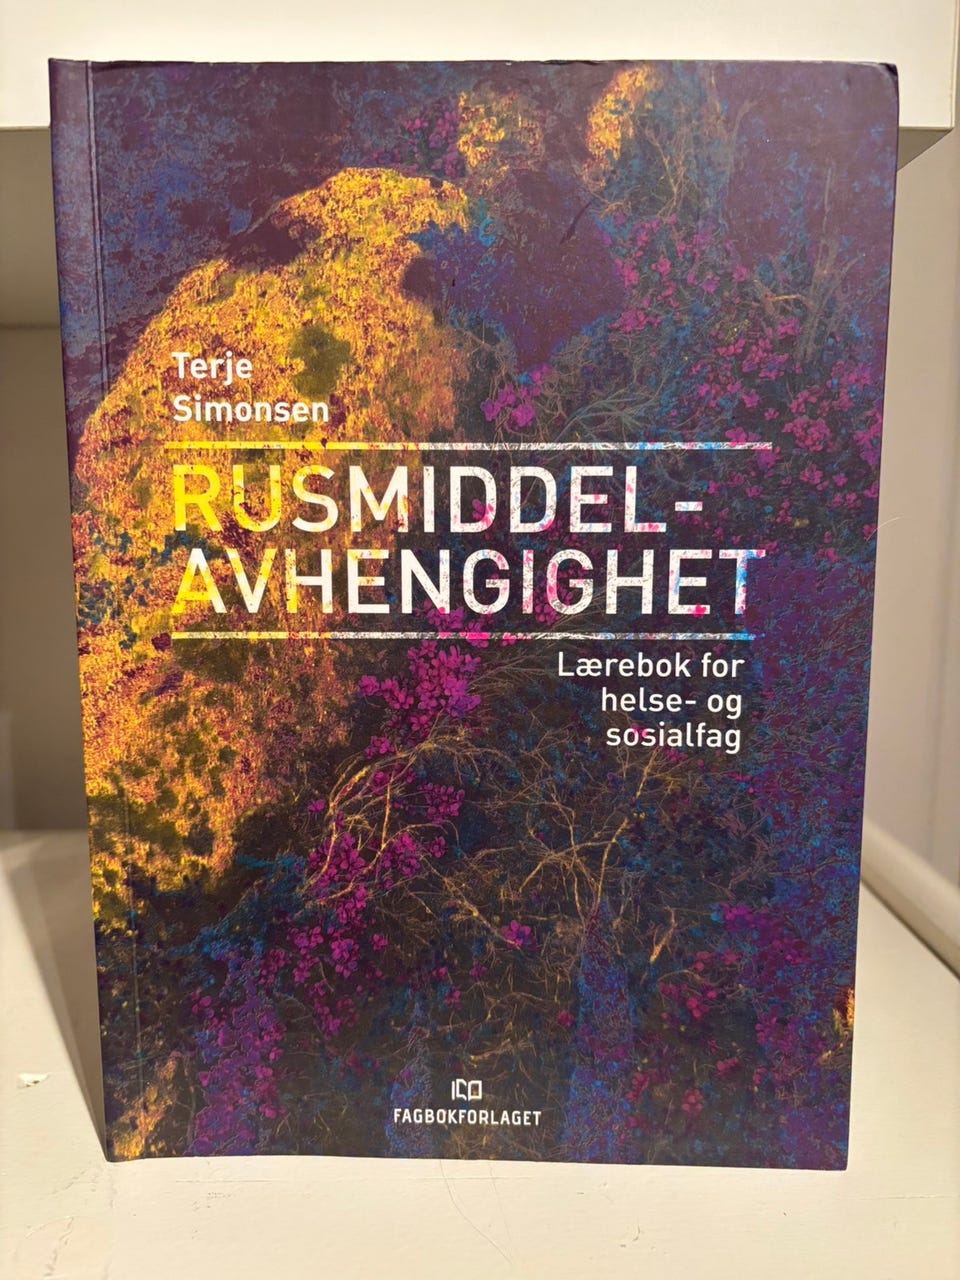 Terje
Simonsen
RUSMIDDEL-
AVHENGIGHET
Lærebok for
helse- og
sosialfag
FAGBOKFORLAGET